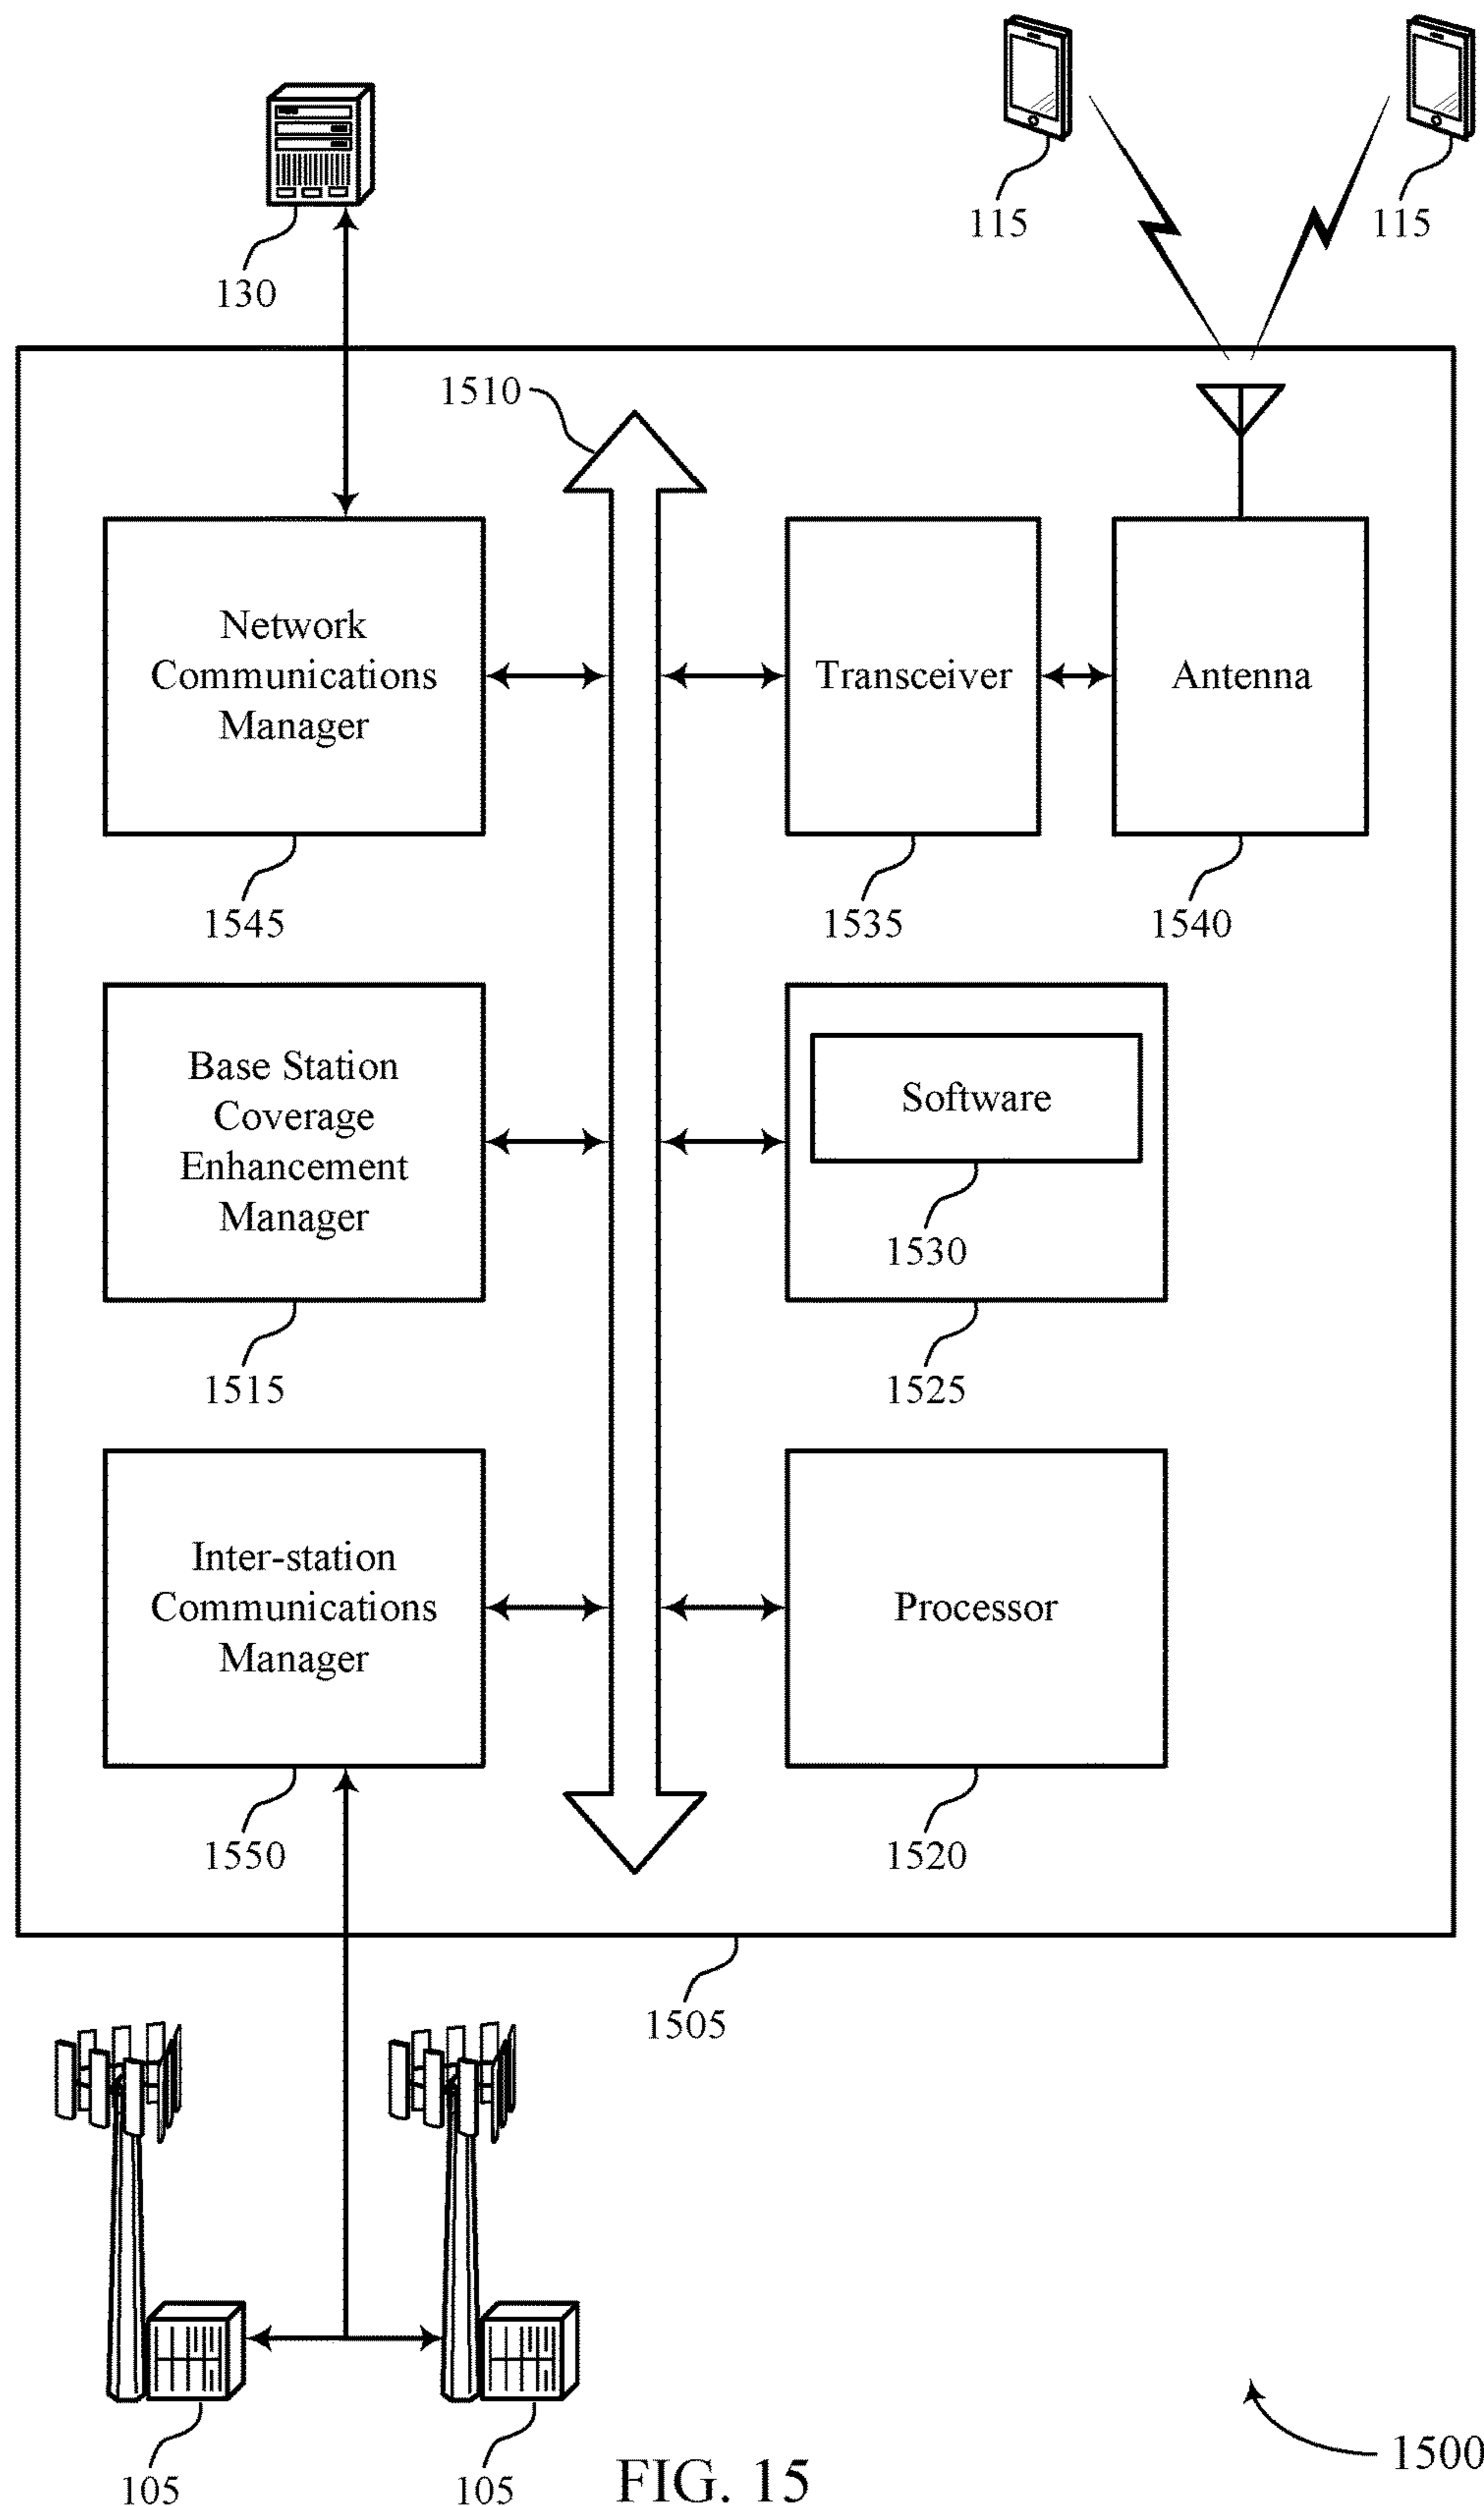 115
115
130
1510
Network
Communications
Manager
Transceiver
Antenna
1545
1535
1540
Base Station
Coverage
Enhancement
Manager
Software
1530
1515
1525
Inter-station
Communications
Manager
Processor
1550
1520
1505
105
105
FIG. 15
1500